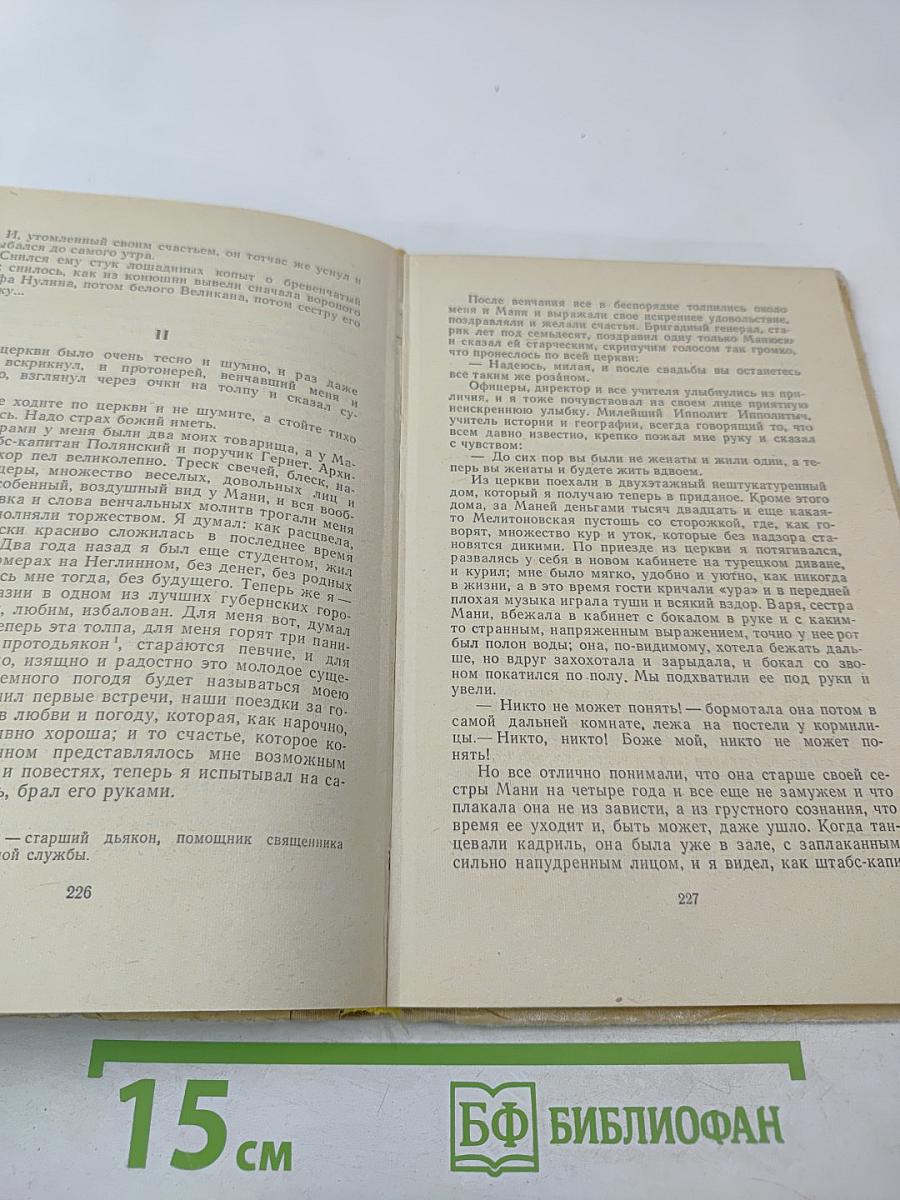 И, утомленный своим счастьем, он тотчас же уснул и
ыбался до самого утра.
Снился ему стук лошадиных копыт о бревенчатый
; снилось, как из конюшни вывели сначала вороного
фа Нулина, потом белого Великана, потом сестру его
ку...
II
церкви было очень тесно и шумно, и раз даже
вскрикнул, и протоиерей, венчавший меня и
о, взглянул через очки на толпу и сказал су-
е ходите по церкви и не шумите, а стойте тихо
сь. Надо страх божий иметь.
рами у меня были два моих товарища, а у Ма-
бс-капитан Полянский и поручик Гернет. Архи-
хор пел великолепно. Треск свечей, блеск, на-
деры, множество веселых, довольных лиц и
собенный, воздушный вид у Мани, и вся вооб-
вка и слова венчальных молитв трогали меня
олняли торжеством. Я думал: как расцвела,
ски красиво сложилась в последнее время
Два года назад я был еще студентом, жил
омерах на Неглинном, без денег, без родных
сь мне тогда, без будущего. Теперь же я —
азии в одном из лучших губернских горо-
, любим, избалован. Для меня вот, думал
еперь эта толпа, для меня горят три пани-
протодьякон¹, стараются певчие, и для
о, изящно и радостно это молодое суще-
емного погодя будет называться моею
нил первые встречи, наши поездки за го-
в любви и погоду, которая, как нарочно,
ивно хороша; и то счастье, которое ко-
нном представлялось мне возможным
и повестях, теперь я испытывал на са-
ь, брал его руками.
— старший дьякон, помощник священника
ной службы.
226
После венчания все в беспорядке толпились около
меня и Мани и выражали свое искреннее удовольствие,
поздравляли и желали счастья. Бригадный генерал, ста-
рик лет под семьдесят, поздравил одну только Манюсю
и сказал ей старческим, скрипучим голосом так громко,
что пронеслось по всей церкви:
— Надеюсь, милая, и после свадьбы вы останетесь
всё таким же розаном.
Офицеры, директор и все учителя улыбнулись из при-
личия, и я тоже почувствовал на своем лице приятную
неискреннюю улыбку. Милейший Ипполит Ипполитыч,
учитель истории и географии, всегда говорящий то, что
всем давно известно, крепко пожал мне руку и сказал
с чувством:
— До сих пор вы были не женаты и жили одни, а те-
перь вы женаты и будете жить вдвоем.
Из церкви поехали в двухэтажный нештукатуренный
дом, который я получаю теперь в приданое. Кроме этого
дома, за Маней деньгами тысяч двадцать и еще какая-
то Мелитоновская пустошь со сторожкой, где, как го-
ворят, множество кур и уток, которые без надзора ста-
новятся дикими. По приезде из церкви я потягивался,
развалясь у себя в новом кабинете на турецком диване,
и курил; мне было мягко, удобно и уютно, как никогда
в жизни, а в это время гости кричали «ура» и в передней
плохая музыка играла туши и всякий вздор. Варя, сестра
Мани, вбежала в кабинет с бокалом в руке и с каким-
то странным, напряженным выражением, точно у нее рот
был полон воды; она, по-видимому, хотела бежать даль-
ше, но вдруг захохотала и зарыдала, и бокал со зво-
ном покатился по полу. Мы подхватили ее под руки и
увели.
— Никто не может понять! — бормотала она потом в
самой дальней комнате, лежа на постели у кормили-
цы.— Никто, никто! Боже мой, никто не может по-
нять!
Но все отлично понимали, что она старше своей се-
стры Мани на четыре года и все еще не замужем и что
плакала она не из зависти, а из грустного сознания, что
время ее уходит и, быть может, даже ушло. Когда тан-
цевали кадриль, она была уже в зале, с заплаканным
сильно напудренным лицом, и я видел, как штабс-капи
227
15 см
БФ БИБЛИОФАН